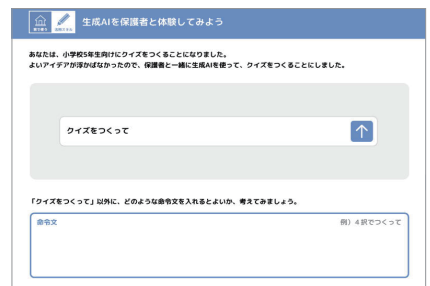 生成AIを保護者と体験してみよう
あなたは、小学校5年生向けにクイズをつくることになりました。
よいアイデアが浮かばなかったので、保護者と一緒に生成AIを使って、クイズをつくることにしました。
クイズをつくって
「クイズをつくって」以外に、どのような命令文を入れるとよいか、考えてみましょう。
命令文
例）4択でつくって